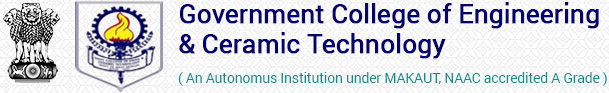 Government College of Engineering
& Ceramic Technology
( An Autonomus Institution under MAKAUT, NAAC accredited A Grade )